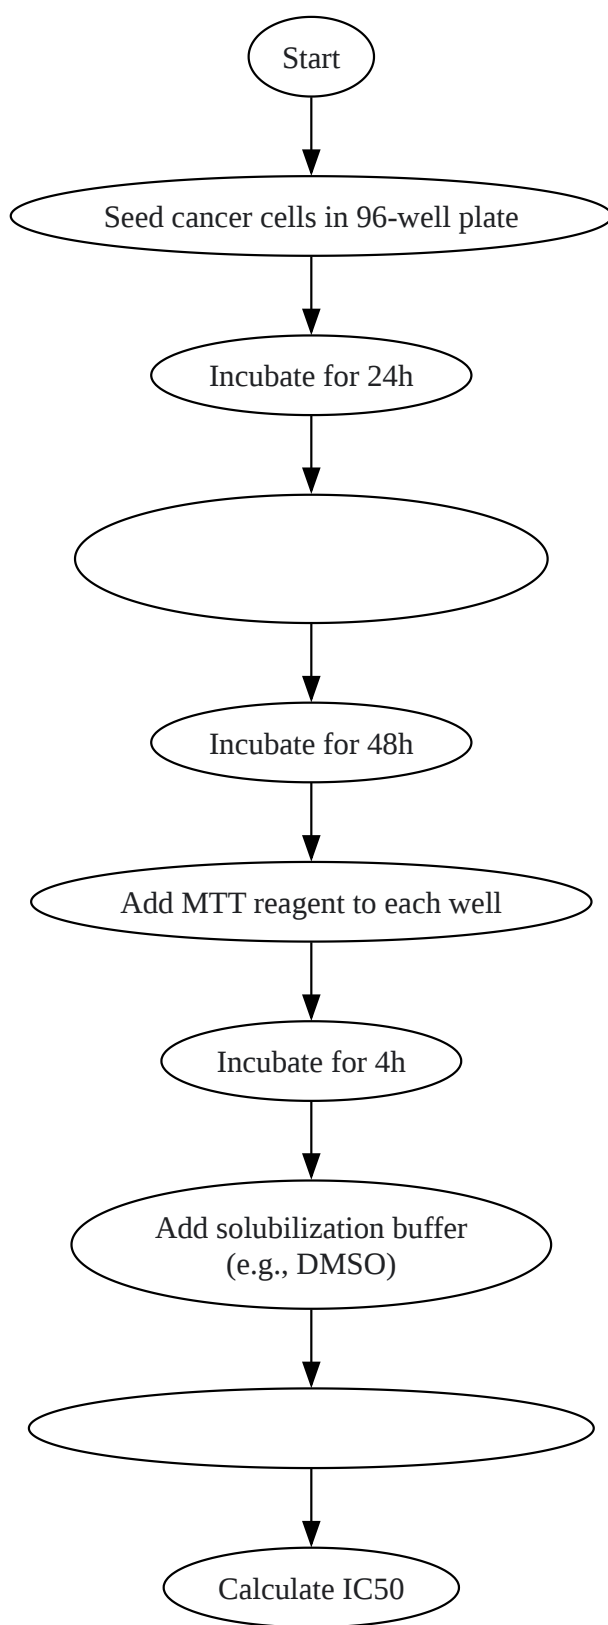 Start
Seed cancer cells in 96-well plate
Incubate for 24h
Incubate for 48h
Add MTT reagent to each well
Incubate for 4h
Add solubilization buffer
(e.g., DMSO)
Calculate IC50